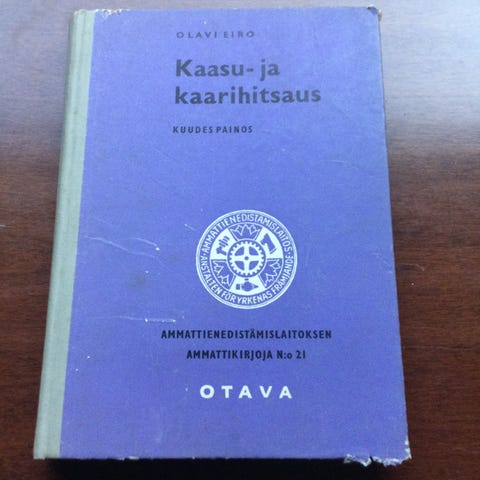 OLAVI EIRO
Kaasu- ja
kaarihitsaus
KUUDES PAINOS
AMMATTIENEDISTÄMISLAITOS
ANSTALTEN FÖR YRKENAS FRÄMJANDE
AMMATTIENEDISTÄMISLAITOKSEN
AMMATTIKIRJOJA N:o 21
OTAVA